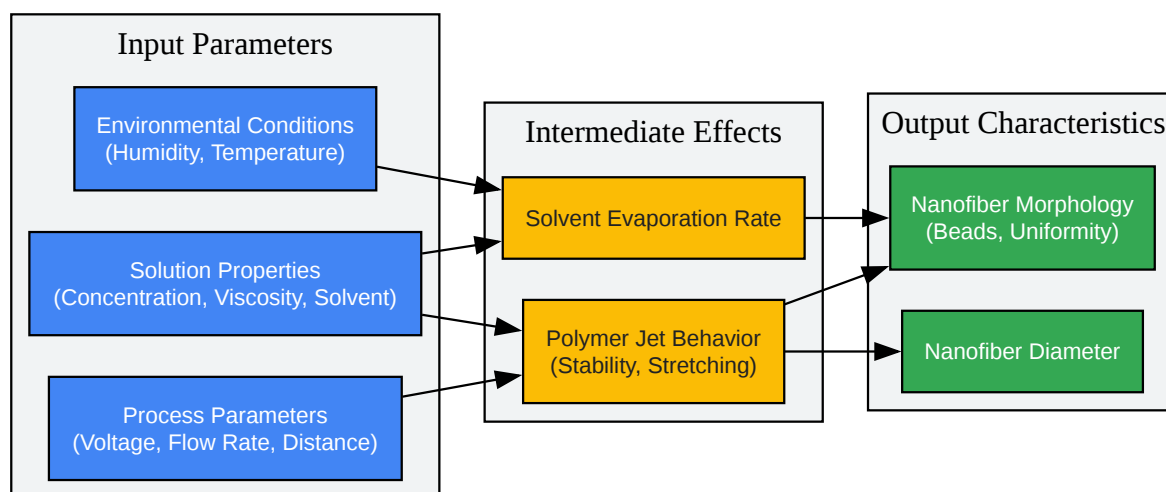 Input Parameters
Environmental Conditions
(Humidity, Temperature)
Solution Properties
(Concentration, Viscosity, Solvent)
Process Parameters
(Voltage, Flow Rate, Distance)
Intermediate Effects
Solvent Evaporation Rate
Polymer Jet Behavior
(Stability, Stretching)
Output Characteristics
Nanofiber Morphology
(Beads, Uniformity)
Nanofiber Diameter